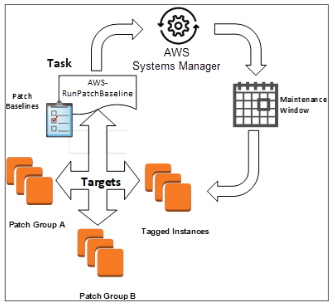 AWS
Systems Manager
Task
AWS-
RunPatchBaseline
Patch
Baselines
Maintenance
Window
Targets
Patch Group A
Tagged Instances
Patch Group B